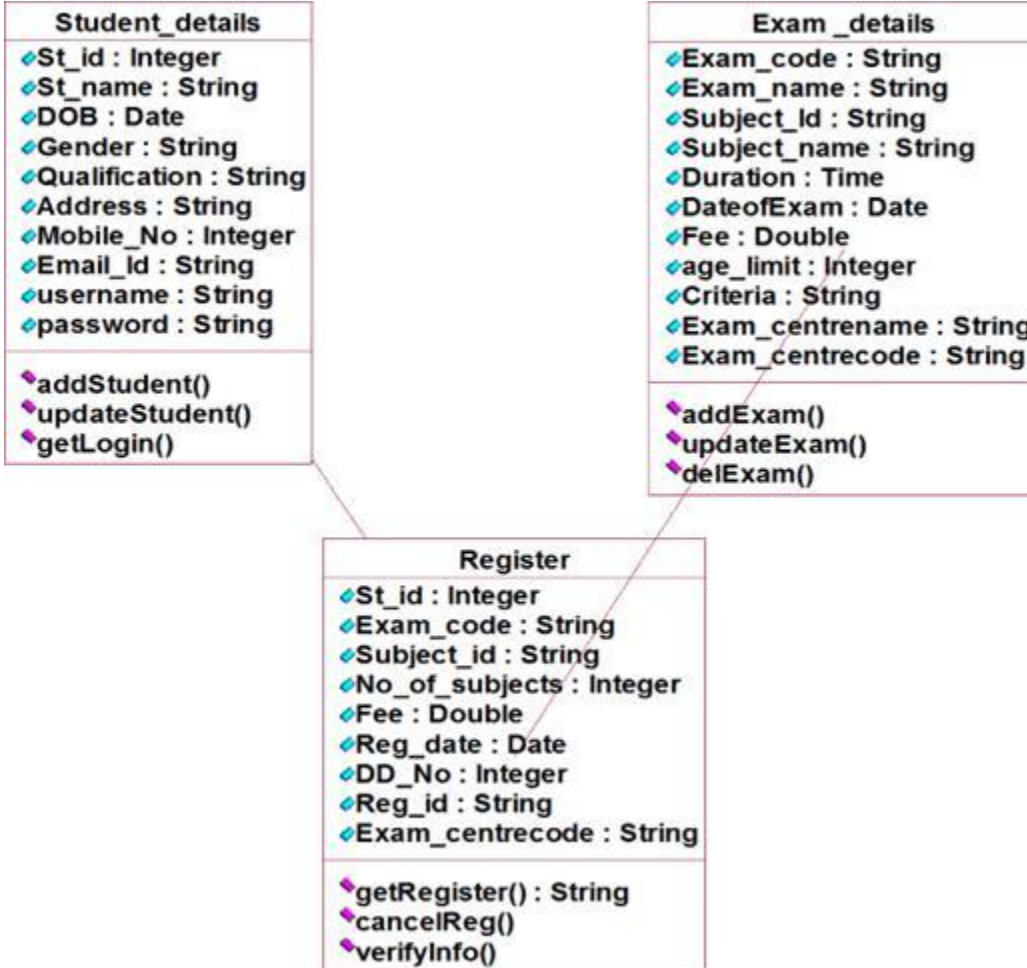 Student_details
St_id : Integer
St_name : String
DOB : Date
Gender : String
Qualification : String
Address : String
Mobile_No : Integer
Email_Id : String
username : String
password : String
addStudent()
updateStudent()
getLogin()
Exam _details
Exam_code : String
Exam_name : String
Subject_Id : String
Subject_name : String
Duration : Time
DateofExam : Date
Fee : Double
age_limit : Integer
Criteria : String
Exam_centrename : String
Exam_centrecode : String
addExam()
updateExam()
delExam()
Register
St_id : Integer
Exam_code : String
Subject_id : String
No_of_subjects : Integer
Fee : Double
Reg_date : Date
DD_No : Integer
Reg_id : String
Exam_centrecode : String
getRegister() : String
cancelReg()
verifyInfo()